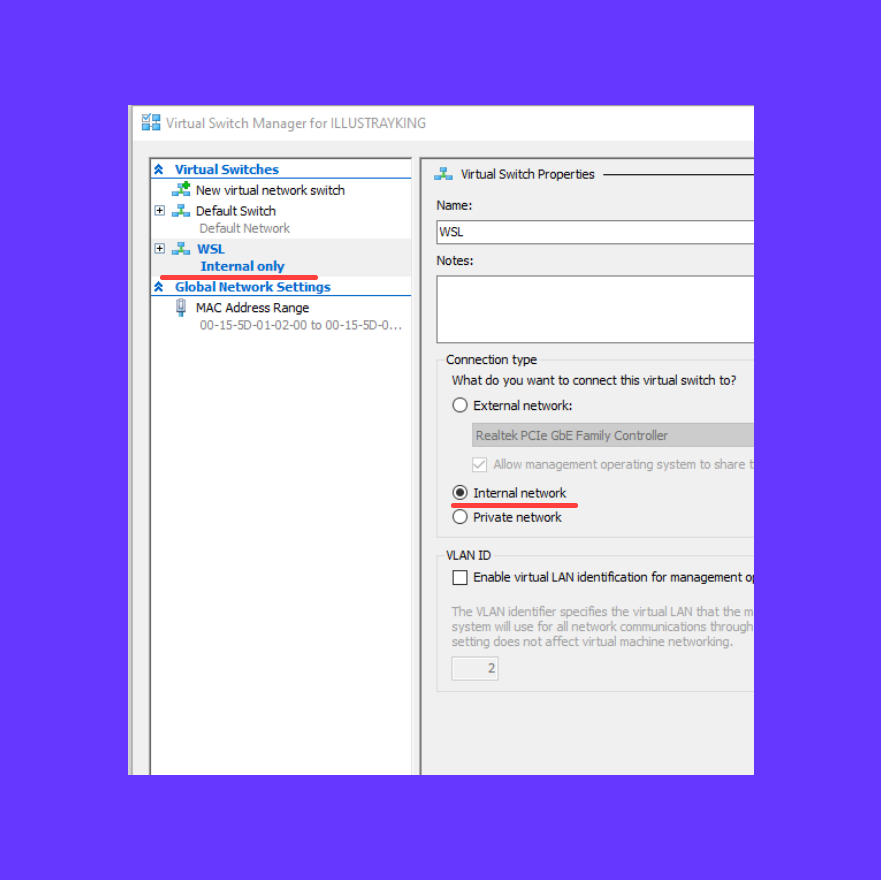 Virtual Switch Manager for ILLUSTRAYKING
Virtual Switches
New virtual network switch
Default Switch
Default Network
WSL
Internal only
Global Network Settings
MAC Address Range
00-15-5D-01-02-00 to 00-15-5D-0...
Virtual Switch Properties
Name:
WSL
Notes:
Connection type
What do you want to connect this virtual switch to?
External network:
Realtek PCIe GbE Family Controller
Allow management operating system to share t
Internal network
Private network
VLAN ID
Enable virtual LAN identification for management op
The VLAN identifier specifies the virtual LAN that the m
system will use for all network communications through
setting does not affect virtual machine networking.
2